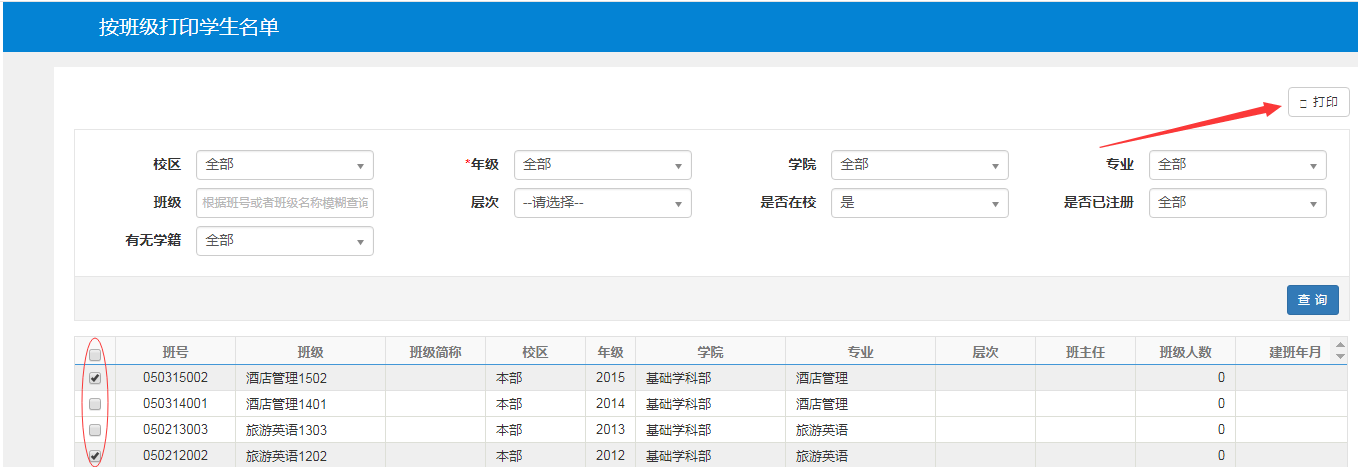 按班级打印学生名单
打印
校区 全部 *年级 全部 学院 全部 专业 全部
班级 根据班号或者班级名称模糊查询 层次 --请选择-- 是否在校 是 是否已注册 全部
有无学籍 全部
查 询
班号 班级 班级简称 校区 年级 学院 专业 层次 班主任 班级人数 建班年月
050315002 酒店管理1502 本部 2015 基础学科部 酒店管理 0
050314001 酒店管理1401 本部 2014 基础学科部 酒店管理 0
050213003 旅游英语1303 本部 2013 基础学科部 旅游英语 0
050212002 旅游英语1202 本部 2012 基础学科部 旅游英语 0